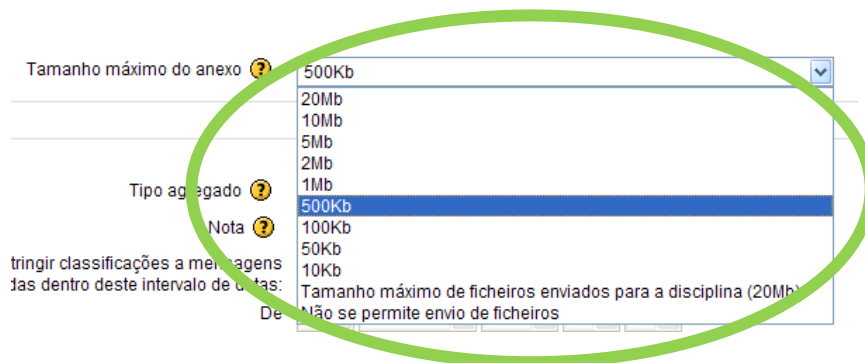 Tamanho máximo do anexo
500Kb
20Mb
10Mb
5Mb
2Mb
1Mb
500Kb
100Kb
50Kb
10Kb
Tamanho máximo de ficheiros enviados para a disciplina (20Mb)
Não se permite envio de ficheiros
Tipo agregado
Nota
tringir classificações a mensagens
das dentro deste intervalo de datas:
De